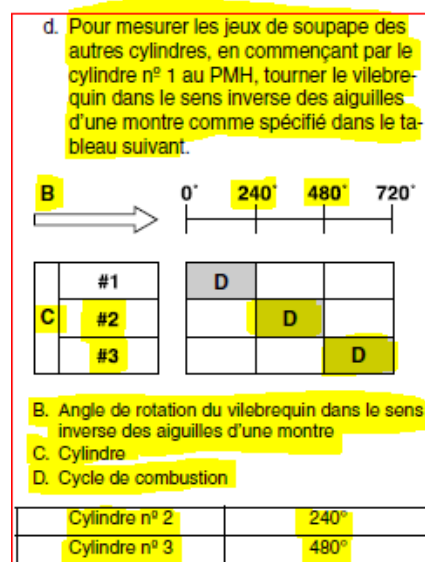 d. Pour mesurer les jeux de soupape des
autres cylindres, en commençant par le
cylindre nº 1 au PMH, tourner le vilebre-
quin dans le sens inverse des aiguilles
d'une montre comme spécifié dans le ta-
bleau suivant.
B 0° 240° 480° 720°
#1 D
C #2 D
#3 D
B. Angle de rotation du vilebrequin dans le sens
inverse des aiguilles d'une montre
C. Cylindre
D. Cycle de combustion
Cylindre nº 2 240°
Cylindre nº 3 480°